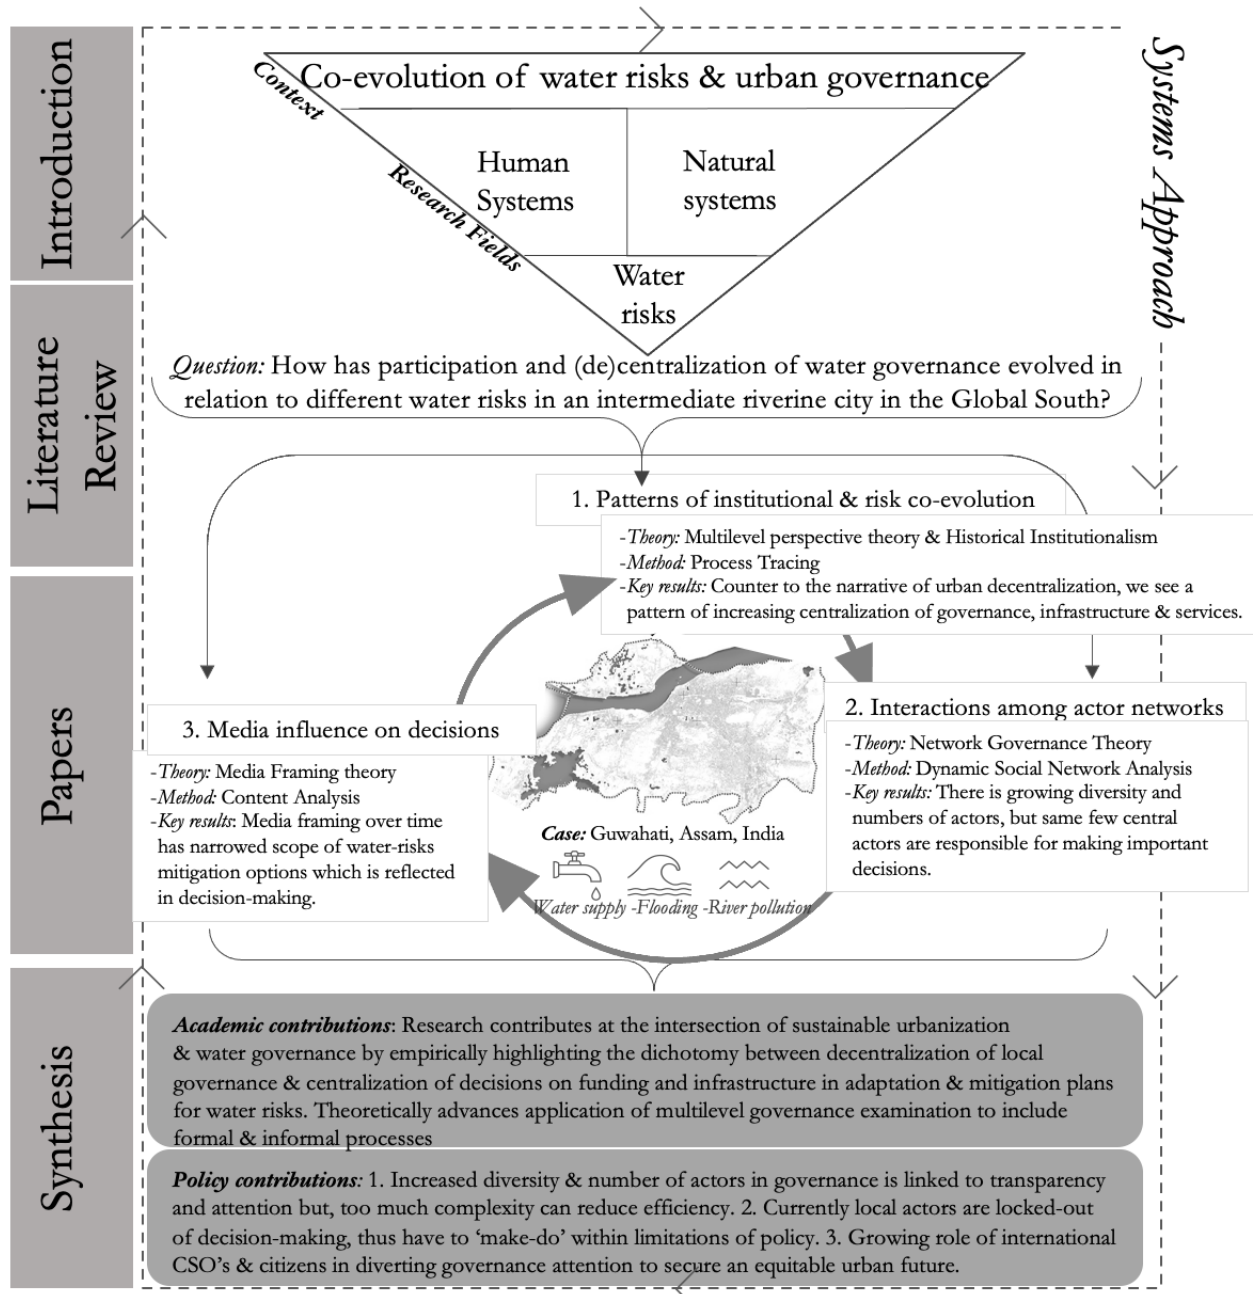 Introduction
Context
Co-evolution of water risks & urban governance
Systems Approach
Research Fields
Human
Systems
Natural
systems
Water
risks
Literature
Review
Question: How has participation and (de)centralization of water governance evolved in
relation to different water risks in an intermediate riverine city in the Global South?
Papers
1. Patterns of institutional & risk co-evolution
-Theory: Multilevel perspective theory & Historical Institutionalism
-Method: Process Tracing
-Key results: Counter to the narrative of urban decentralization, we see a
pattern of increasing centralization of governance, infrastructure & services.
2. Interactions among actor networks
-Theory: Network Governance Theory
-Method: Dynamic Social Network Analysis
-Key results: There is growing diversity and
numbers of actors, but same few central
actors are responsible for making important
decisions.
3. Media influence on decisions
-Theory: Media Framing theory
-Method: Content Analysis
-Key results: Media framing over time
has narrowed scope of water-risks
mitigation options which is reflected
in decision-making.
Case: Guwahati, Assam, India
Water supply -Flooding -River pollution
Synthesis
Academic contributions: Research contributes at the intersection of sustainable urbanization
& water governance by empirically highlighting the dichotomy between decentralization of local
governance & centralization of decisions on funding and infrastructure in adaptation & mitigation plans
for water risks. Theoretically advances application of multilevel governance examination to include
formal & informal processes
Policy contributions: 1. Increased diversity & number of actors in governance is linked to transparency
and attention but, too much complexity can reduce efficiency. 2. Currently local actors are locked-out
of decision-making, thus have to ‘make-do’ within limitations of policy. 3. Growing role of international
CSO’s & citizens in diverting governance attention to secure an equitable urban future.